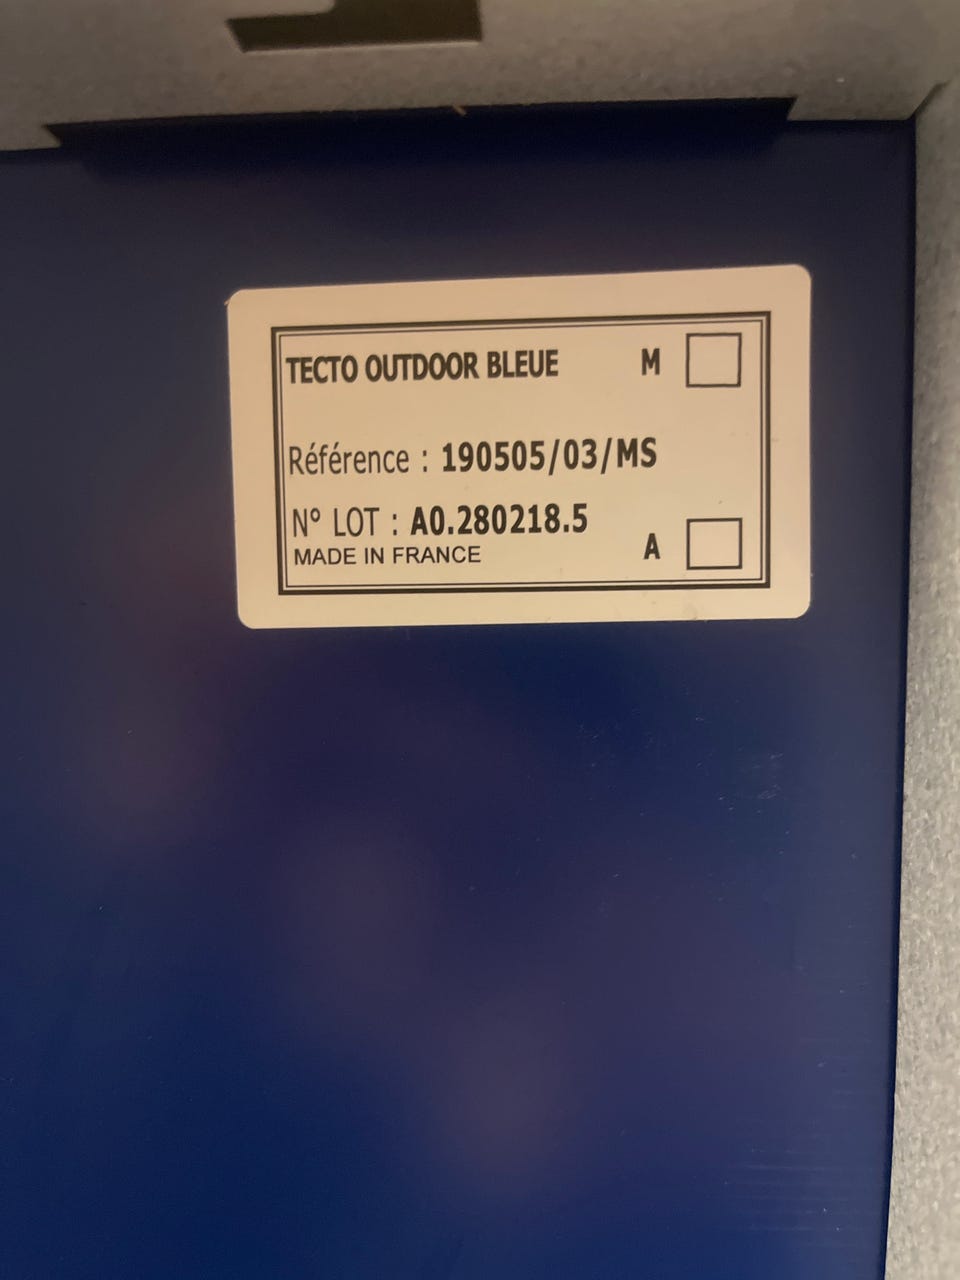 TECTO OUTDOOR BLEUE M
Référence : 190505/03/MS
N° LOT : A0.280218.5
MADE IN FRANCE A